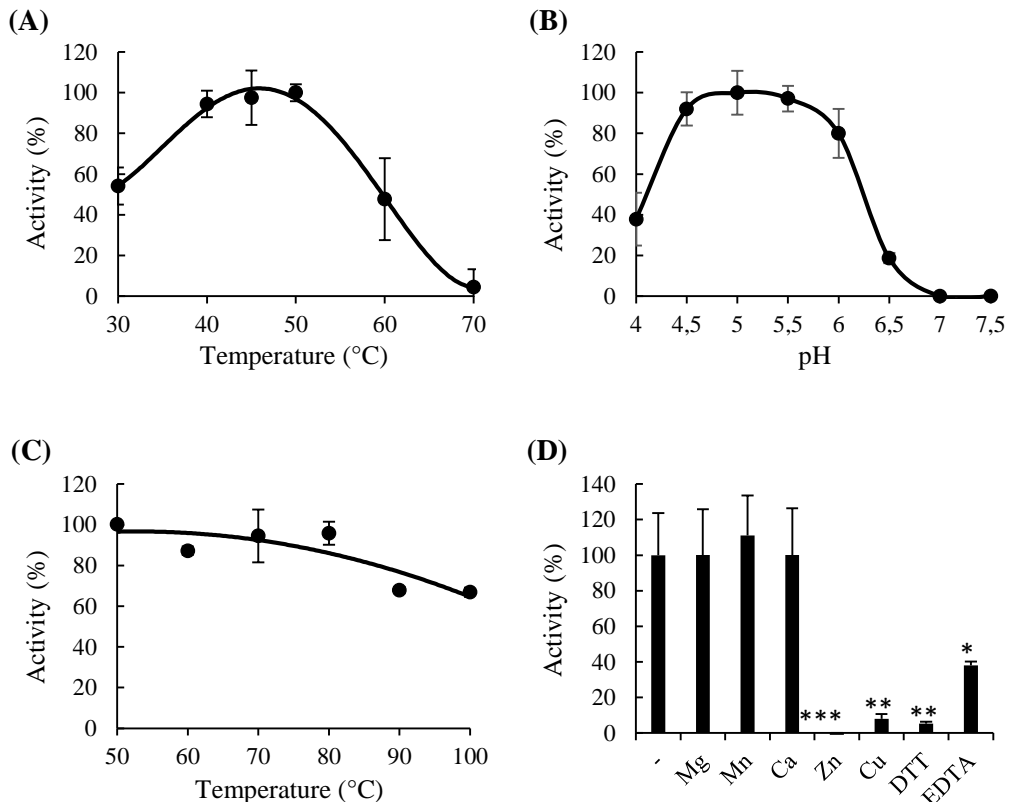 (A)
120
100
80
60
40
20
0
Activity (%)
30 40 50 60 70
Temperature (°C)
(B)
120
100
80
60
40
20
0
Activity (%)
4 4,5 5 5,5 6 6,5 7 7,5
pH
(C)
120
100
80
60
40
20
0
Activity (%)
50 60 70 80 90 100
Temperature (°C)
(D)
140
120
100
80
60
40
20
0
Activity (%)
*** ** ** *
- Mg Mn Ca Zn Cu DTT EDTA